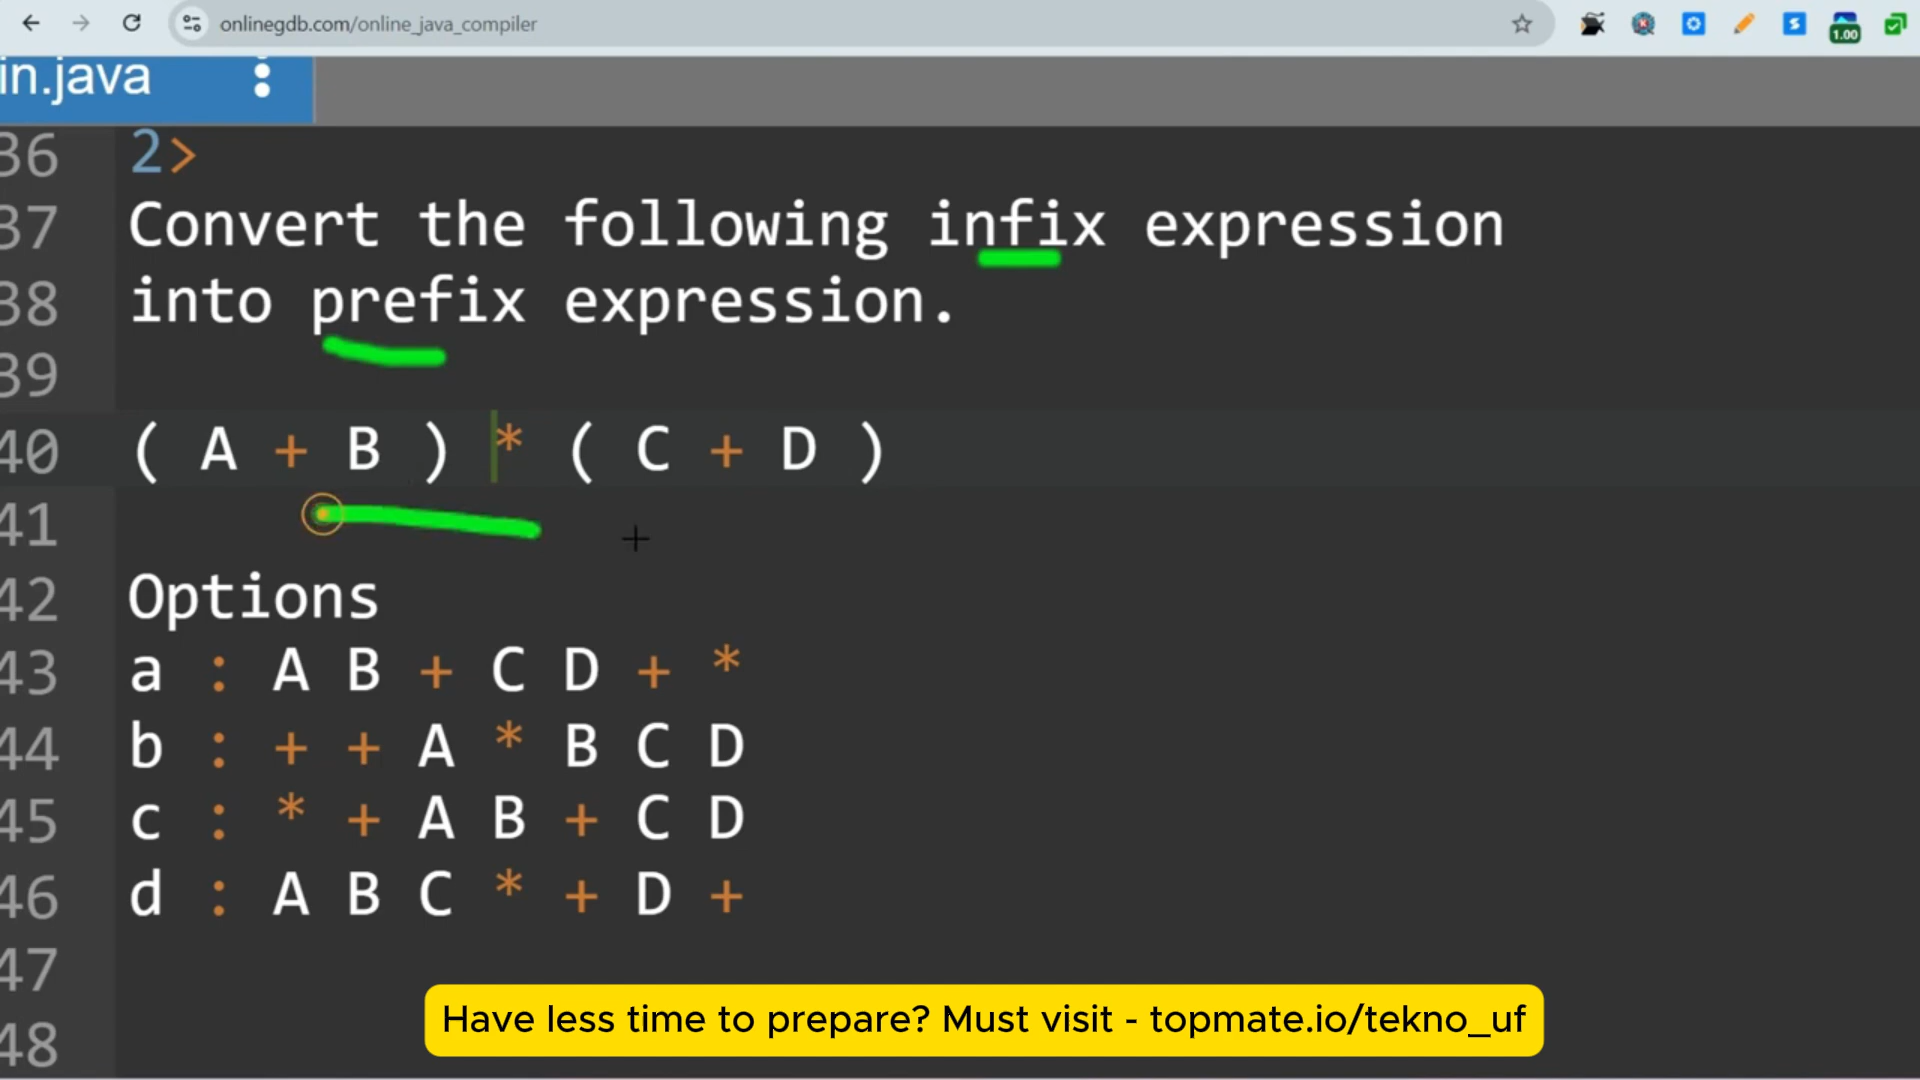 onlinegdb.com/online_java_compiler
1.00
in.java
36 2>
37 Convert the following infix expression
38 into prefix expression.
39
40 ( A + B ) * ( C + D )
41
42 Options
43 a : A B + C D + *
44 b : + + A * B C D
45 c : * + A B + C D
46 d : A B C * + D +
47
48
Have less time to prepare? Must visit - topmate.io/tekno_uf